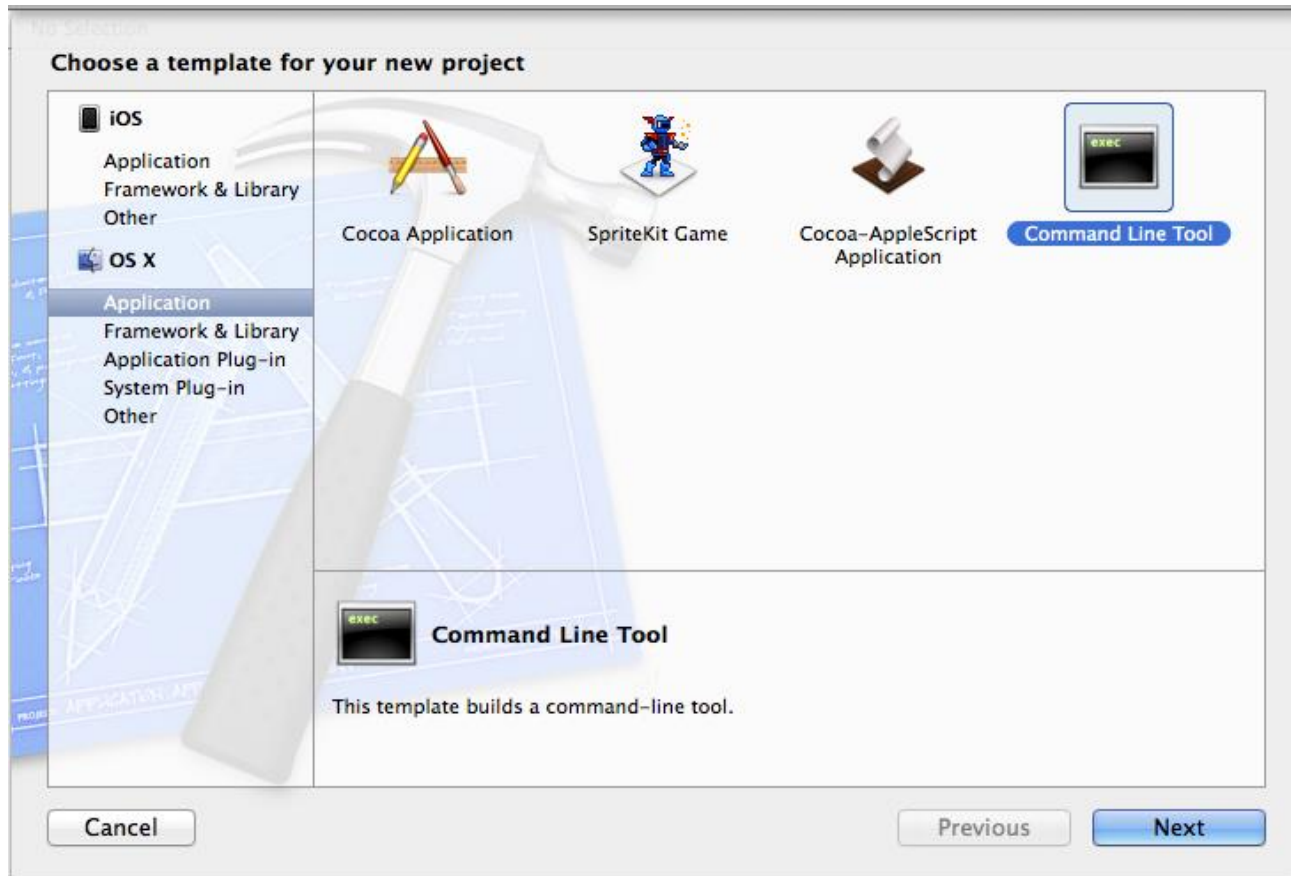 No Selection
Choose a template for your new project
iOS
Application
Framework & Library
Other
OS X
Application
Framework & Library
Application Plug-in
System Plug-in
Other
Cocoa Application
SpriteKit Game
Cocoa-AppleScript
Application
exec
Command Line Tool
exec
Command Line Tool
This template builds a command-line tool.
Cancel
Previous
Next